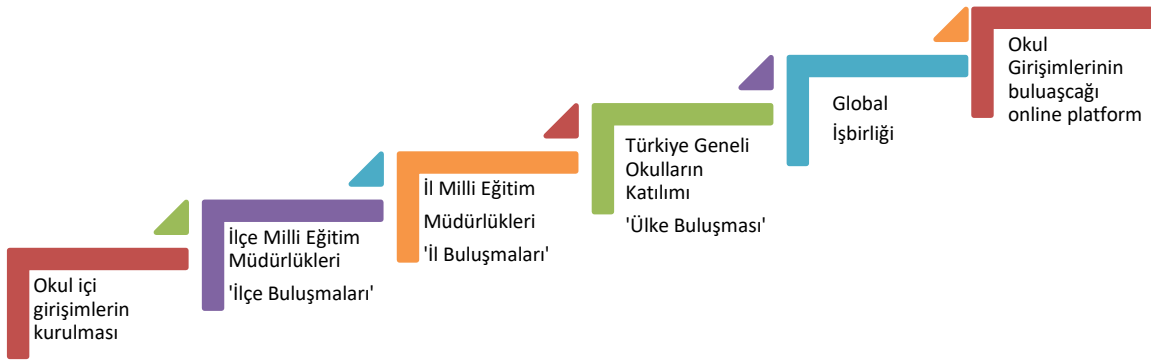 Okul içi
girişimlerin
kurulması
İlçe Milli Eğitim
Müdürlükleri
'İlçe Buluşmaları'
İl Milli Eğitim
Müdürlükleri
'İl Buluşmaları'
Türkiye Geneli
Okulların
Katılımı
'Ülke Buluşması'
Global
İşbirliği
Okul
Girişimlerinin
buluaşcağı
online platform